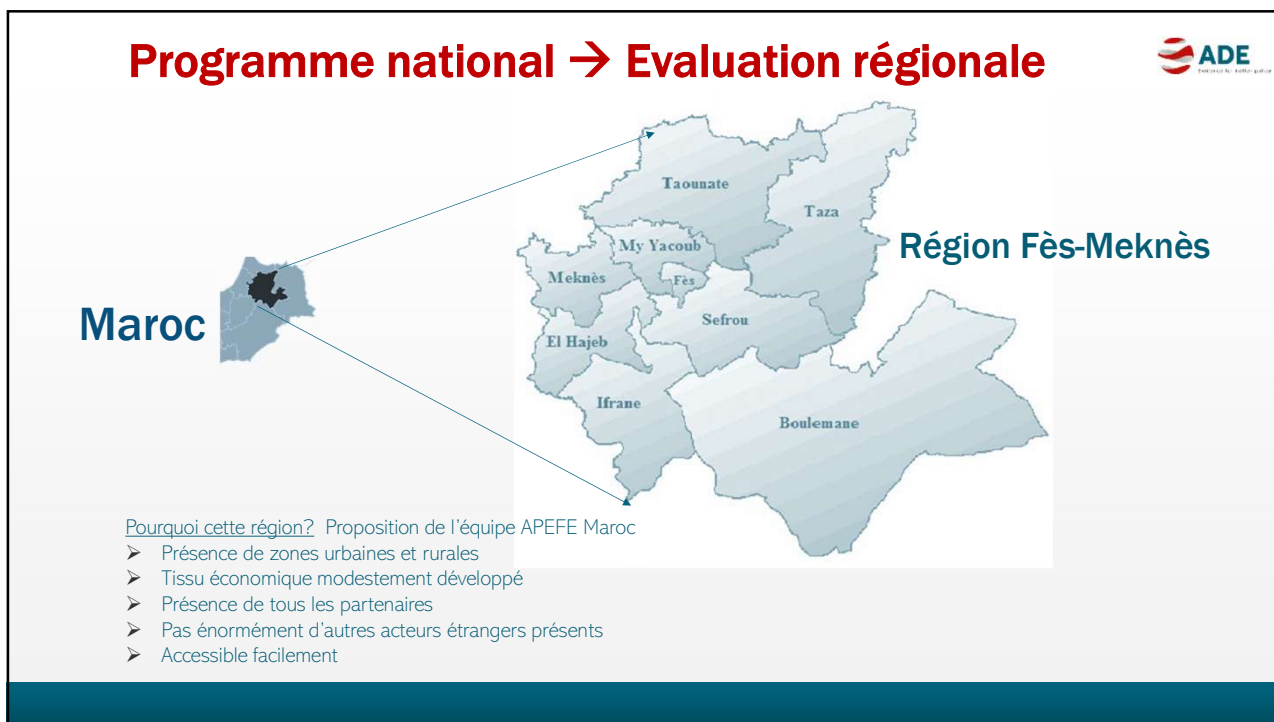 Programme national → Evaluation régionale
ADE
Taounate
Taza
My Yacoub
Région Fès-Meknès
Meknès
Fès
Maroc
Sefrou
El Hajeb
Ifrane
Boulemane
Pourquoi cette région? Proposition de l'équipe APEFE Maroc
➢ Présence de zones urbaines et rurales
➢ Tissu économique modestement développé
➢ Présence de tous les partenaires
➢ Pas énormément d'autres acteurs étrangers présents
➢ Accessible facilement